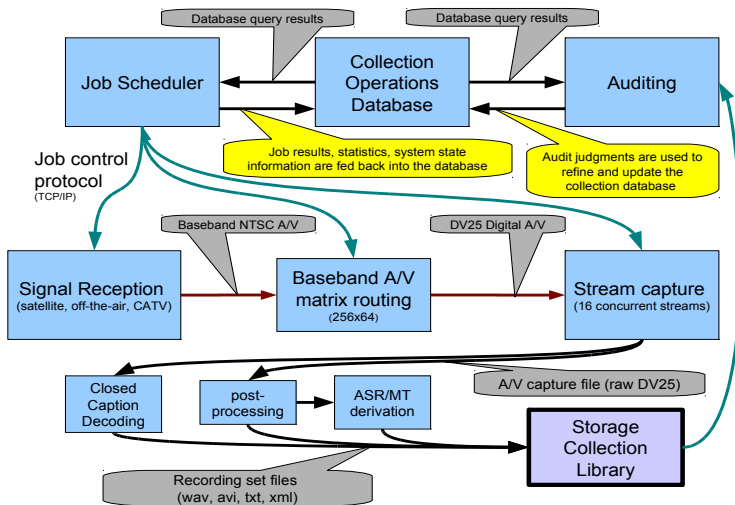 Database query results
Database query results
Job Scheduler
Collection
Operations
Database
Auditing
Job results, statistics, system state
information are fed back into the database
Audit judgments are used to
refine and update the
collection database
Job control
protocol
(TCP/IP)
Baseband NTSC A/V
DV25 Digital A/V
Signal Reception
(satellite, off-the-air, CATV)
Baseband A/V
matrix routing
(256x64)
Stream capture
(16 concurrent streams)
A/V capture file (raw DV25)
Closed
Caption
Decoding
post-
processing
ASR/MT
derivation
Storage
Collection
Library
Recording set files
(wav, avi, txt, xml)